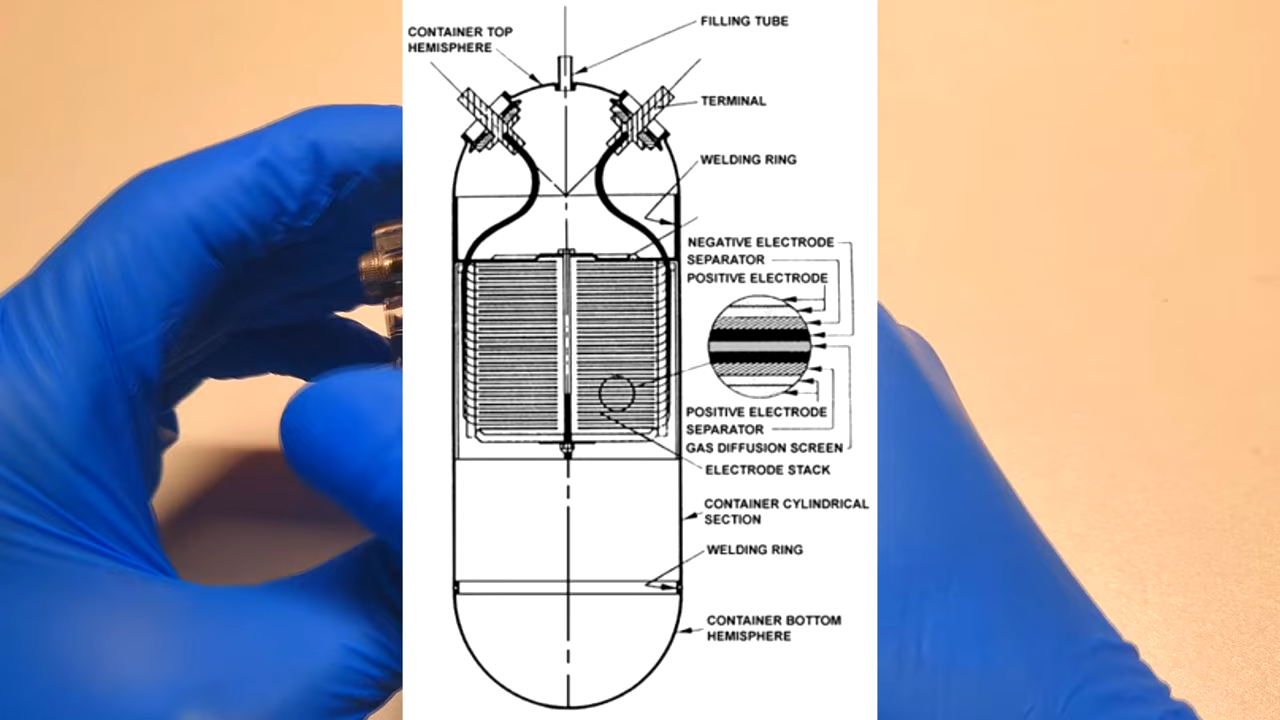 FILLING TUBE
CONTAINER TOP
HEMISPHERE
TERMINAL
WELDING RING
NEGATIVE ELECTRODE
SEPARATOR
POSITIVE ELECTRODE
POSITIVE ELECTRODE
SEPARATOR
GAS DIFFUSION SCREEN
ELECTRODE STACK
CONTAINER CYLINDRICAL
SECTION
WELDING RING
CONTAINER BOTTOM
HEMISPHERE